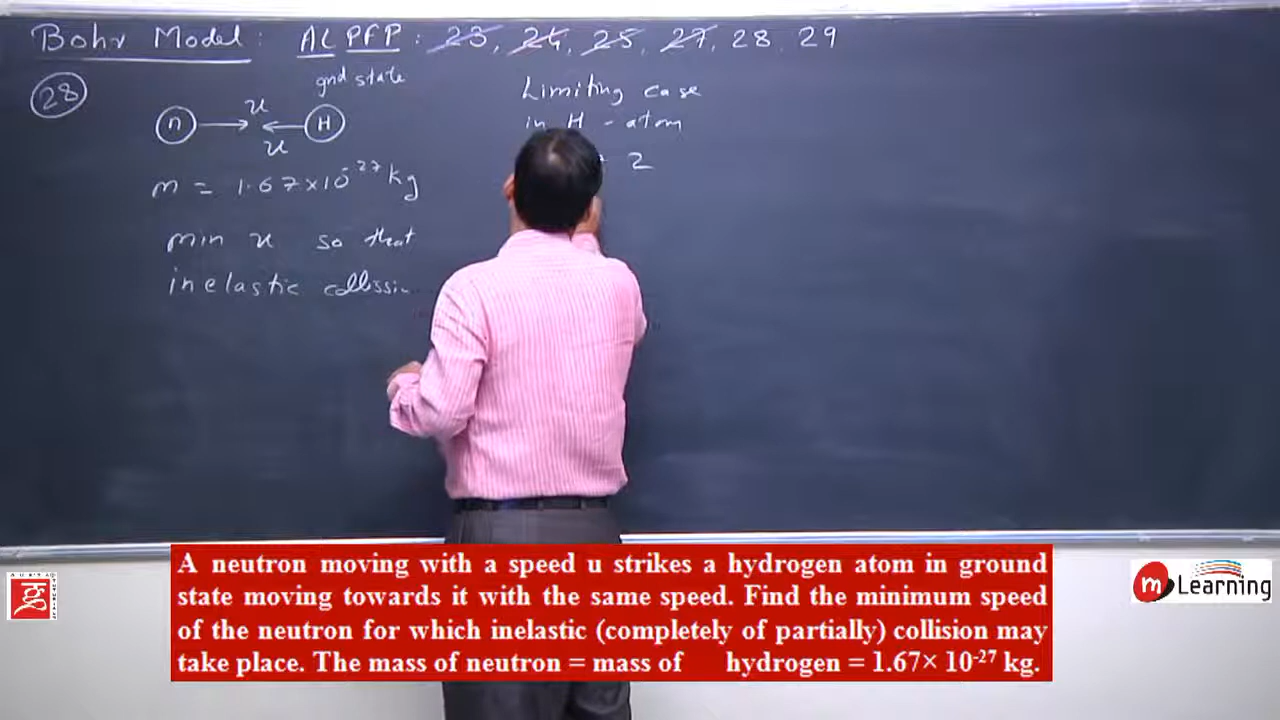 Bohr Model : ALPFP : 23, 24, 25, 27, 28, 29
28
gnd state
n u H
u
m = 1.67×10⁻²⁷ kg
min u so that
inelastic
Limiting case
in H - atom
2
A neutron moving with a speed u strikes a hydrogen atom in ground
state moving towards it with the same speed. Find the minimum speed
of the neutron for which inelastic (completely of partially) collision may
take place. The mass of neutron = mass of hydrogen = 1.67× 10⁻²⁷ kg.
m Learning